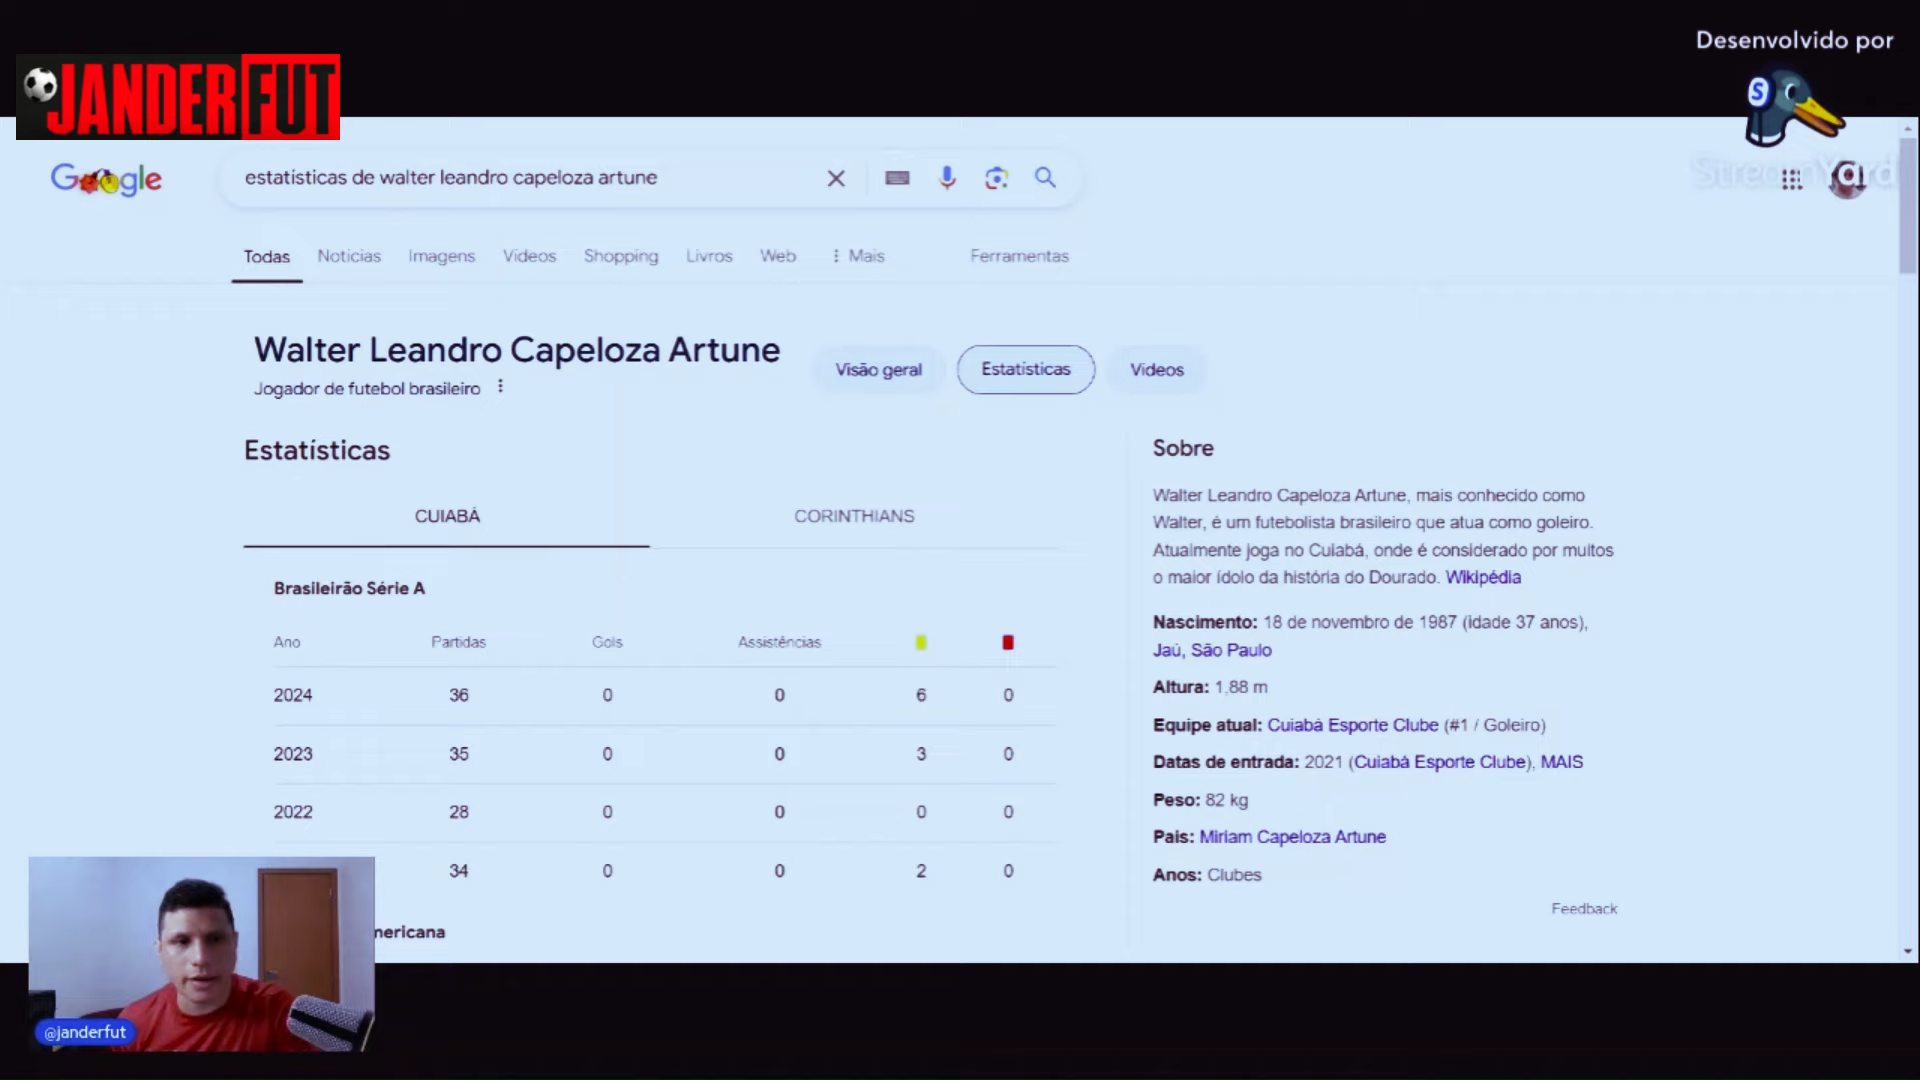 Desenvolvido por
JANDERFUT
S
StreamYard
Google
estatísticas de walter leandro capeloza artune
Todas Notícias Imagens Vídeos Shopping Livros Web Mais Ferramentas
Walter Leandro Capeloza Artune
Jogador de futebol brasileiro
Visão geral Estatísticas Vídeos
Estatísticas
CUIABÁ CORINTHIANS
Brasileirão Série A
Ano Partidas Gols Assistências
2024 36 0 0 6 0
2023 35 0 0 3 0
2022 28 0 0 0 0
34 0 0 2 0
mericana
Sobre
Walter Leandro Capeloza Artune, mais conhecido como
Walter, é um futebolista brasileiro que atua como goleiro.
Atualmente joga no Cuiabá, onde é considerado por muitos
o maior ídolo da história do Dourado. Wikipédia
Nascimento: 18 de novembro de 1987 (idade 37 anos),
Jaú, São Paulo
Altura: 1,88 m
Equipe atual: Cuiabá Esporte Clube (#1 / Goleiro)
Datas de entrada: 2021 (Cuiabá Esporte Clube), MAIS
Peso: 82 kg
Pais: Miriam Capeloza Artune
Anos: Clubes
Feedback
@janderfut